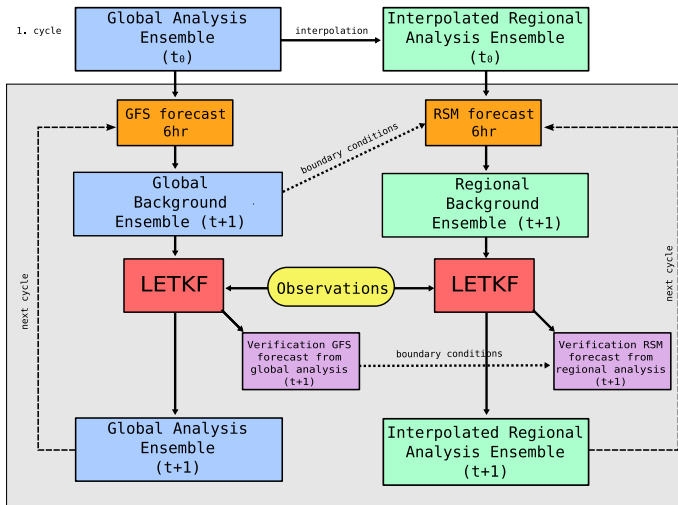 1. cycle
Global Analysis
Ensemble
(t₀)
interpolation
Interpolated Regional
Analysis Ensemble
(t₀)
GFS forecast
6hr
RSM forecast
6hr
boundary conditions
Global
Background
Ensemble (t+1)
Regional
Background
Ensemble (t+1)
LETKF
Observations
LETKF
next cycle
next cycle
Verification GFS
forecast from
global analysis
(t+1)
boundary conditions
Verification RSM
forecast from
regional analysis
(t+1)
Global Analysis
Ensemble
(t+1)
Interpolated Regional
Analysis Ensemble
(t+1)